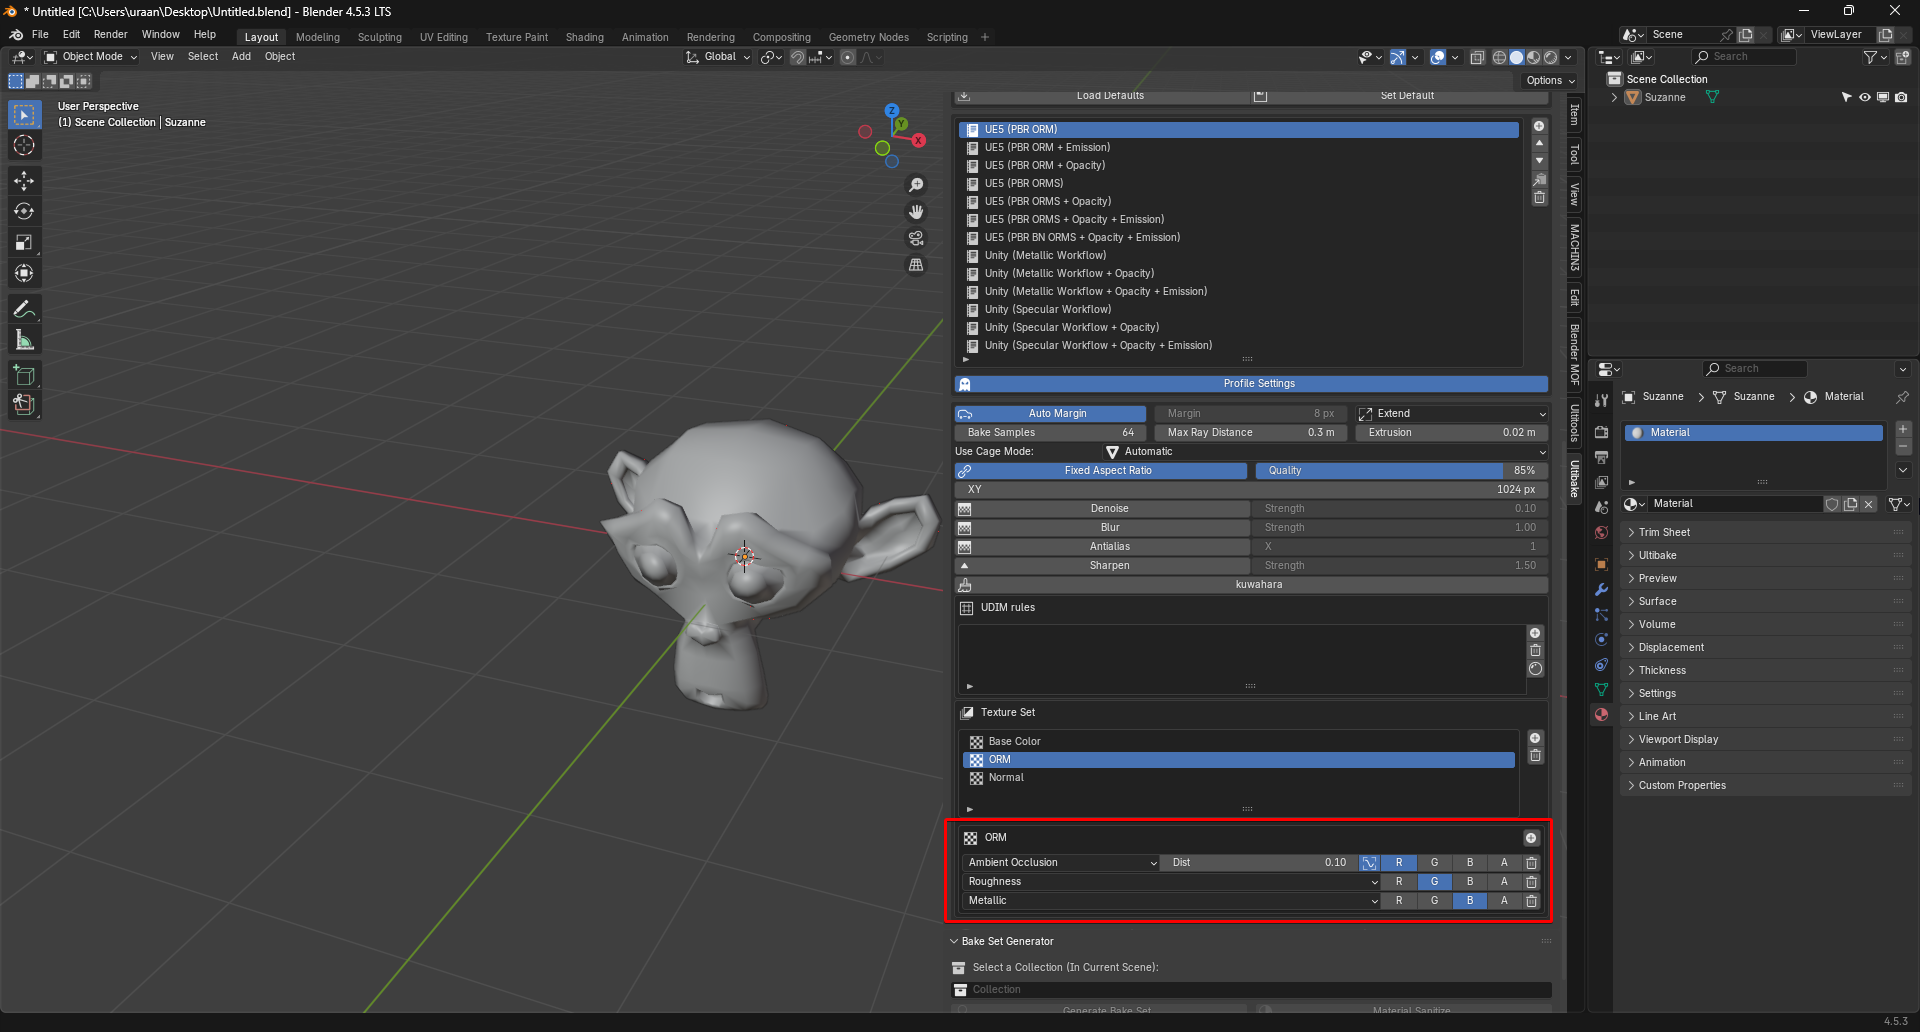 * Untitled [C:\Users\uraan\Desktop\Untitled.blend] - Blender 4.5.3 LTS
File Edit Render Window Help Layout Modeling Sculpting UV Editing Texture Paint Shading Animation Rendering Compositing Geometry Nodes Scripting + Scene ViewLayer
Object Mode View Select Add Object Global Search
Options
User Perspective
(1) Scene Collection | Suzanne
Z
Y
X
Load Defaults Set Default
UE5 (PBR ORM)
UE5 (PBR ORM + Emission)
UE5 (PBR ORM + Opacity)
UE5 (PBR ORMS)
UE5 (PBR ORMS + Opacity)
UE5 (PBR ORMS + Opacity + Emission)
UE5 (PBR BN ORMS + Opacity + Emission)
Unity (Metallic Workflow)
Unity (Metallic Workflow + Opacity)
Unity (Metallic Workflow + Opacity + Emission)
Unity (Specular Workflow)
Unity (Specular Workflow + Opacity)
Unity (Specular Workflow + Opacity + Emission)
Profile Settings
Auto Margin Margin 8 px Extend
Bake Samples 64 Max Ray Distance 0.3 m Extrusion 0.02 m
Use Cage Mode: Automatic
Fixed Aspect Ratio Quality 85%
XY 1024 px
Denoise Strength 0.10
Blur Strength 1.00
Antialias X 1
Sharpen Strength 1.50
kuwahara
UDIM rules
Texture Set
Base Color
ORM
Normal
ORM
Ambient Occlusion Dist 0.10 R G B A
Roughness R G B A
Metallic R G B A
Bake Set Generator
Select a Collection (In Current Scene):
Collection
Generate Bake Set Material Sanitize
Item
Tool
View
MACHIN3
Edit
Blender MOF
Ultitools
Ultibake
Scene Collection
Suzanne
Search
Suzanne Suzanne Material
Material
Material
Trim Sheet
Ultibake
Preview
Surface
Volume
Displacement
Thickness
Settings
Line Art
Viewport Display
Animation
Custom Properties
4.5.3